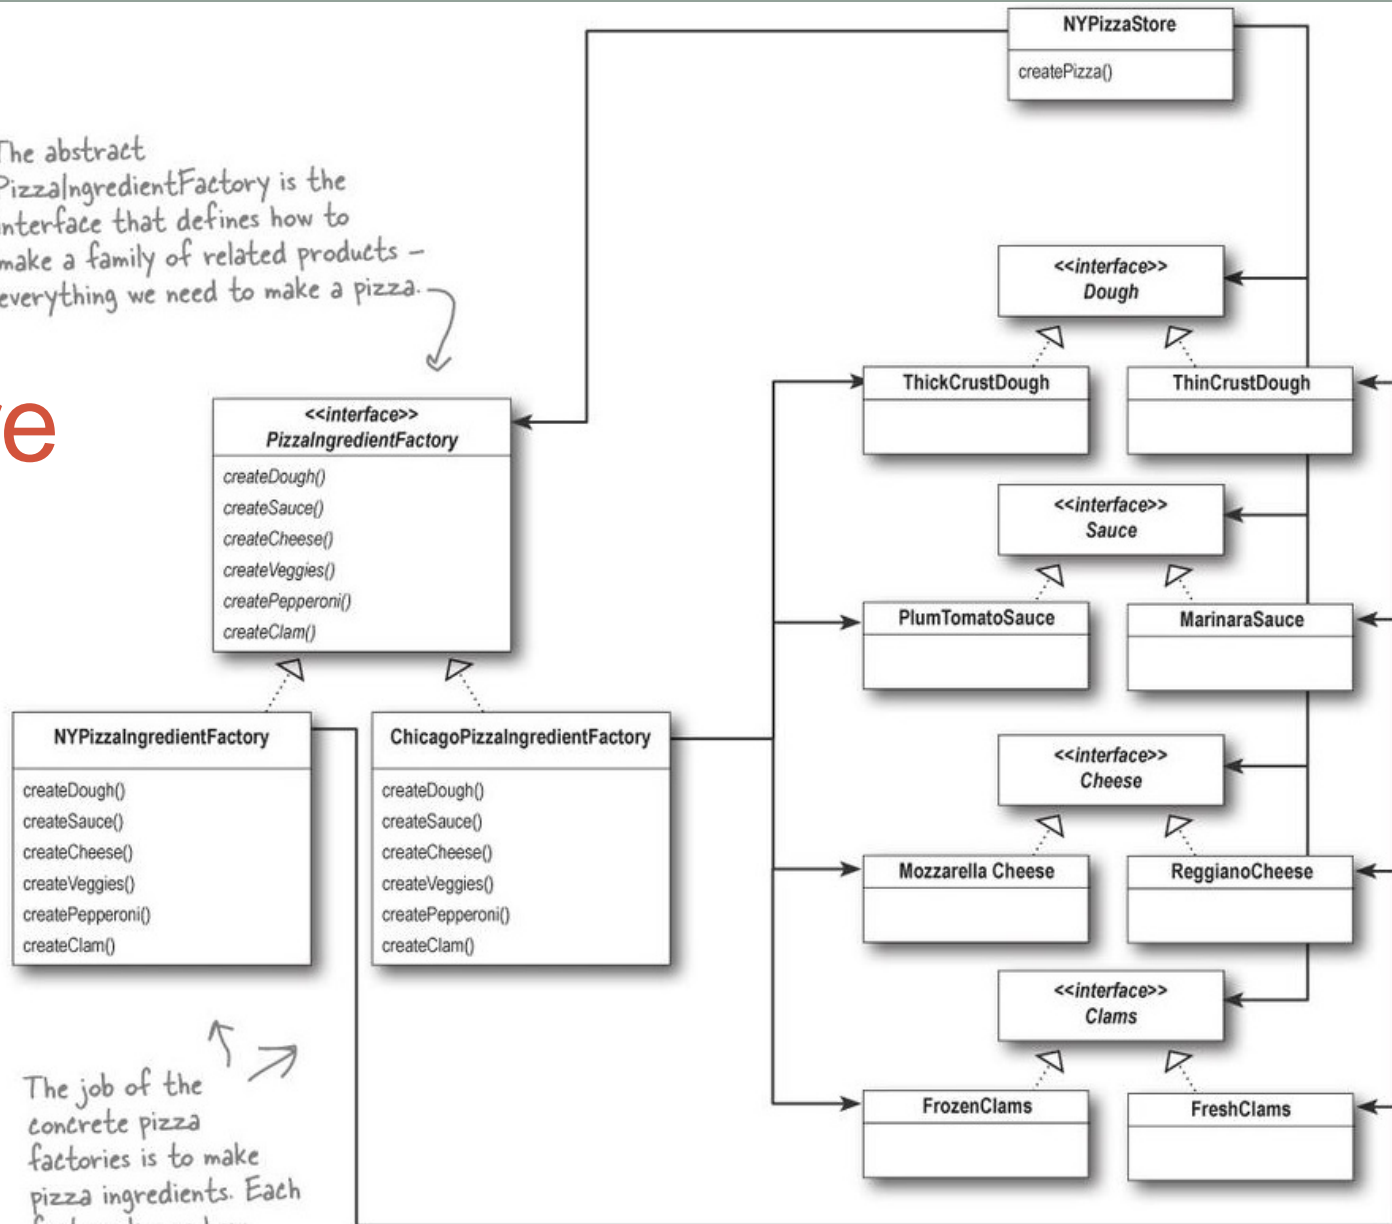 NYPizzaStore
createPizza()
The abstract
PizzaIngredientFactory is the
interface that defines how to
make a family of related products –
everything we need to make a pizza.
<<interface>>
PizzaIngredientFactory
createDough()
createSauce()
createCheese()
createVeggies()
createPepperoni()
createClam()
NYPizzaIngredientFactory
createDough()
createSauce()
createCheese()
createVeggies()
createPepperoni()
createClam()
ChicagoPizzaIngredientFactory
createDough()
createSauce()
createCheese()
createVeggies()
createPepperoni()
createClam()
The job of the
concrete pizza
factories is to make
pizza ingredients. Each
<<interface>>
Dough
ThickCrustDough
ThinCrustDough
<<interface>>
Sauce
PlumTomatoSauce
MarinaraSauce
<<interface>>
Cheese
Mozzarella Cheese
ReggianoCheese
<<interface>>
Clams
FrozenClams
FreshClams